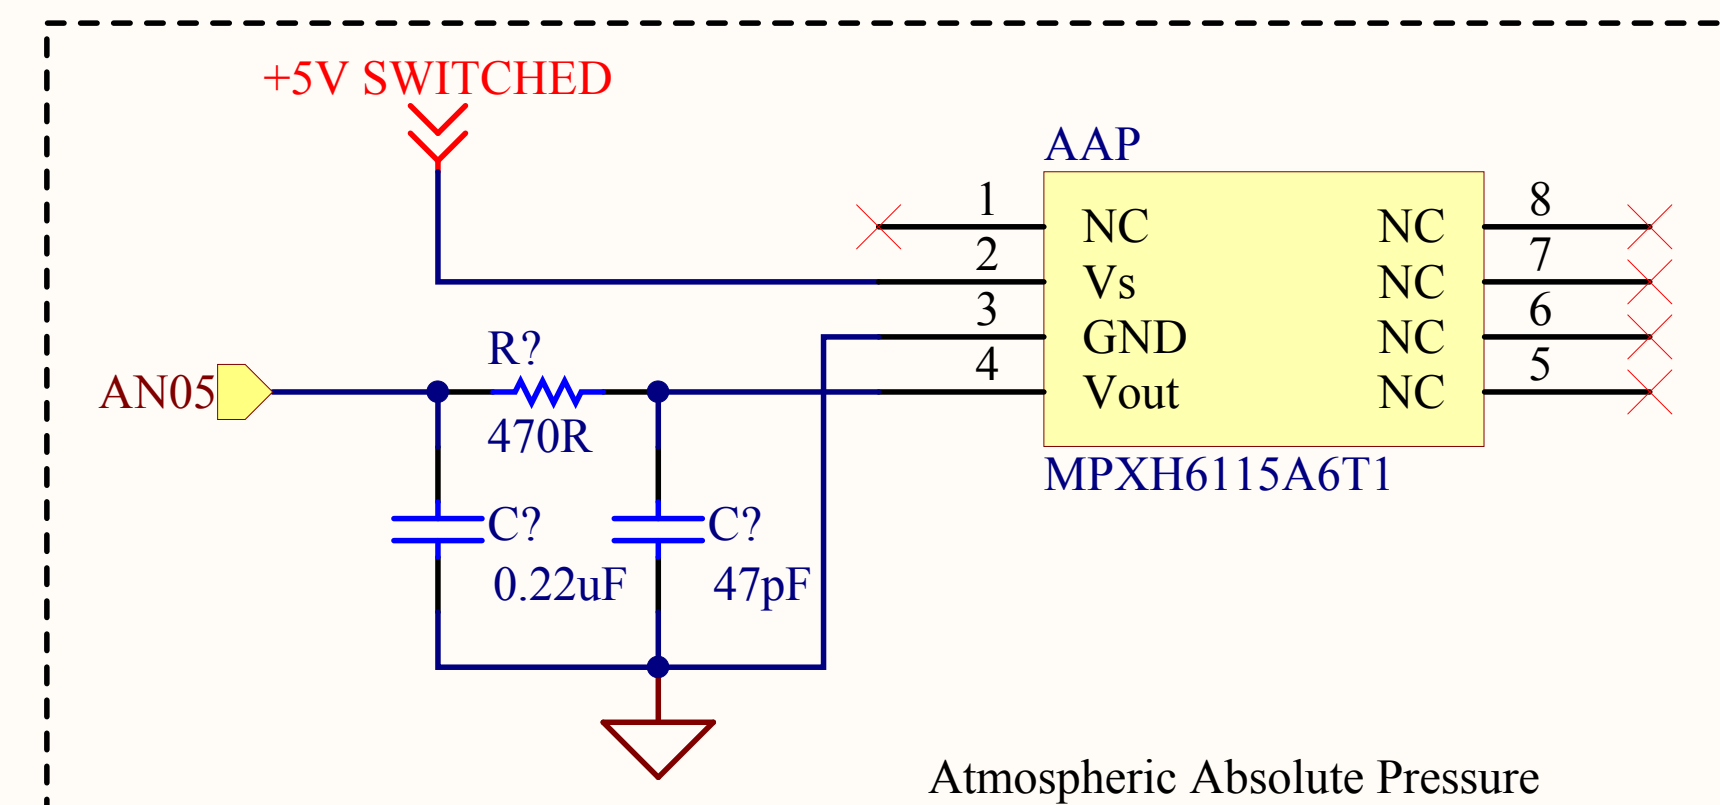 +5V SWITCHED
AAP
1 NC NC 8
2 Vs NC 7
3 GND NC 6
4 Vout NC 5
MPXH6115A6T1
AN05
R?
470R
C?
0.22uF
C?
47pF
Atmospheric Absolute Pressure